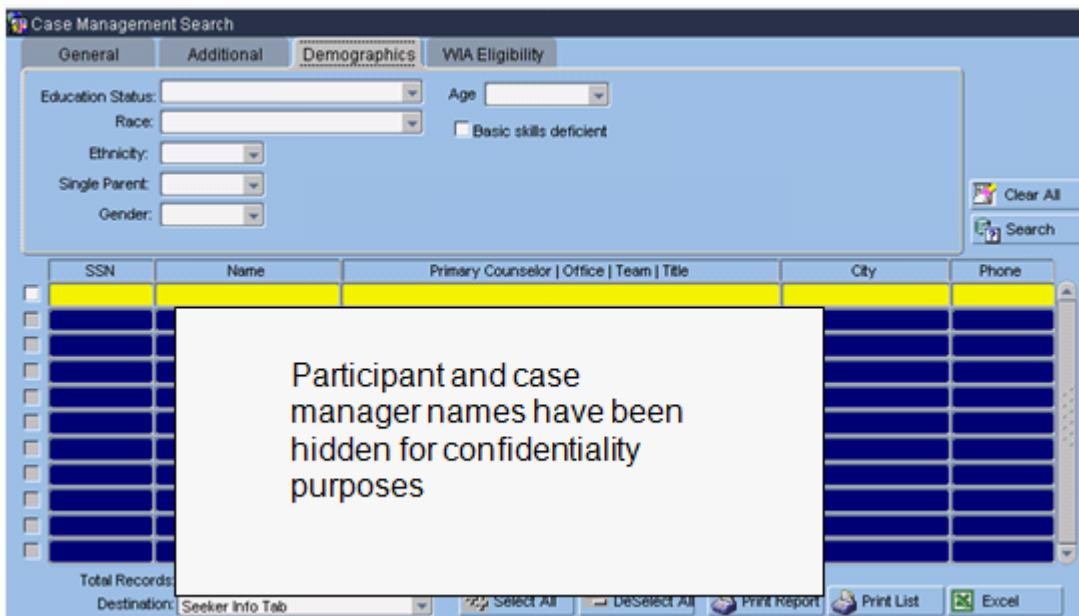 Case Management Search
General Additional Demographics WIA Eligibility
Education Status: Age
Race: Basic skills deficient
Ethnicity:
Single Parent:
Gender:
Clear All
Search
SSN Name Primary Counselor | Office | Team | Title City Phone
Participant and case
manager names have been
hidden for confidentiality
purposes
Total Records:
Destination: Seeker Info Tab Select All DeSelect All Print Report Print List Excel